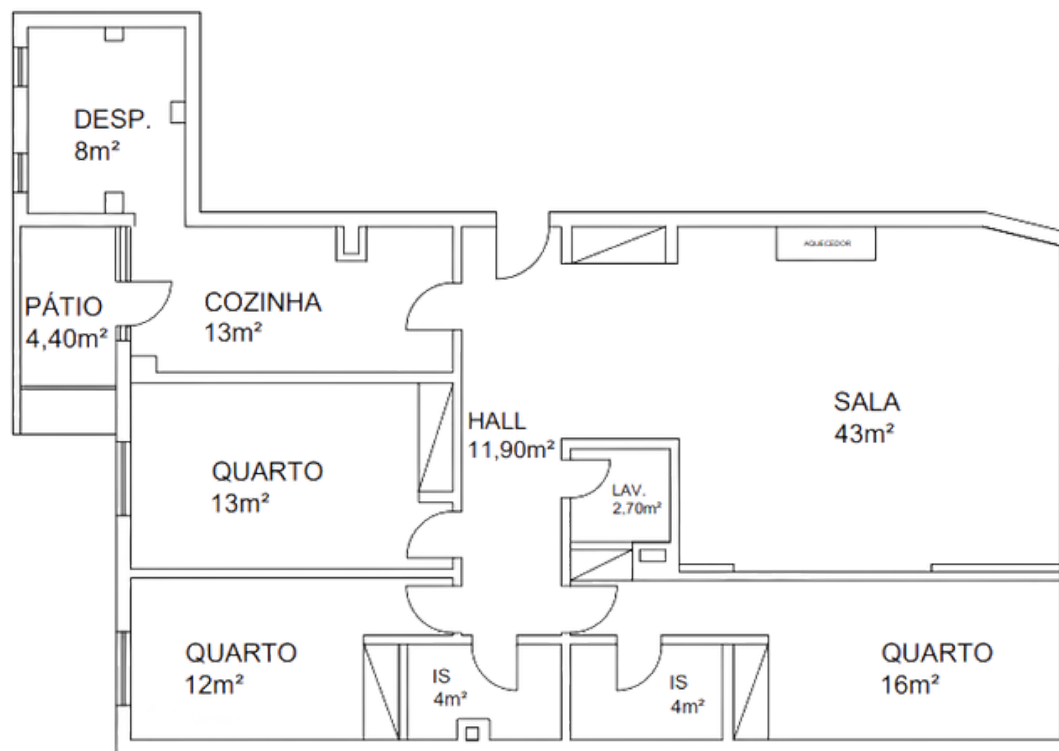 DESP.
8m²
AQUECEDOR
PÁTIO
4,40m²
COZINHA
13m²
HALL
11,90m²
SALA
43m²
QUARTO
13m²
LAV.
2,70m²
QUARTO
12m²
IS
4m²
IS
4m²
QUARTO
16m²